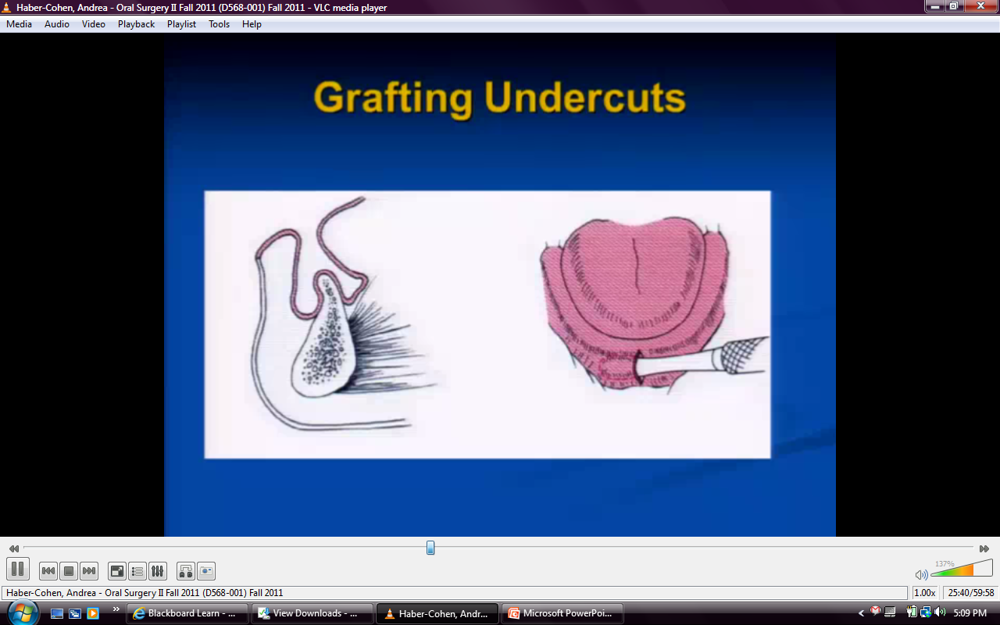 Haber-Cohen, Andrea - Oral Surgery II Fall 2011 (D568-001) Fall 2011 - VLC media player
Media Audio Video Playback Playlist Tools Help
Grafting Undercuts
137%
Haber-Cohen, Andrea - Oral Surgery II Fall 2011 (D568-001) Fall 2011 1.00x 25:40/59:58
» Blackboard Learn - ... View Downloads - ... Haber-Cohen, Andr... Microsoft PowerPoi... 5:09 PM